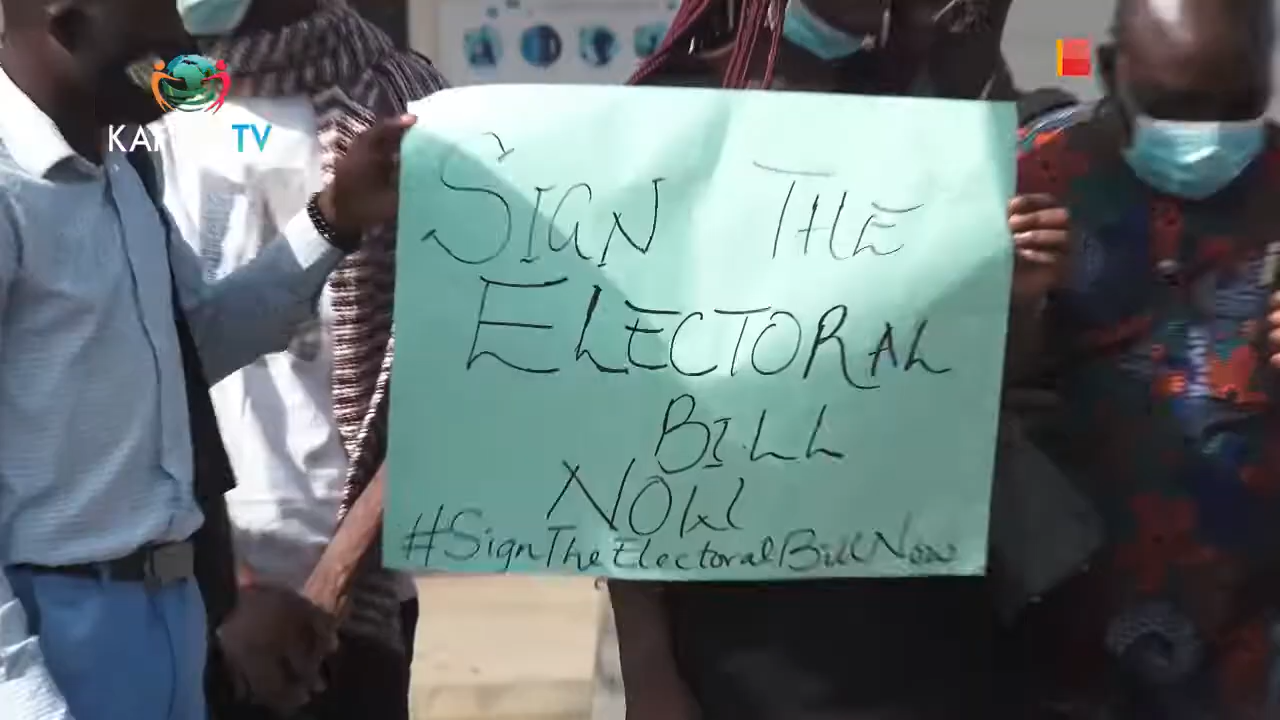 TV
SIGN THE
ELECTORAL
BILL
NOW
#SignTheElectoralBillNow